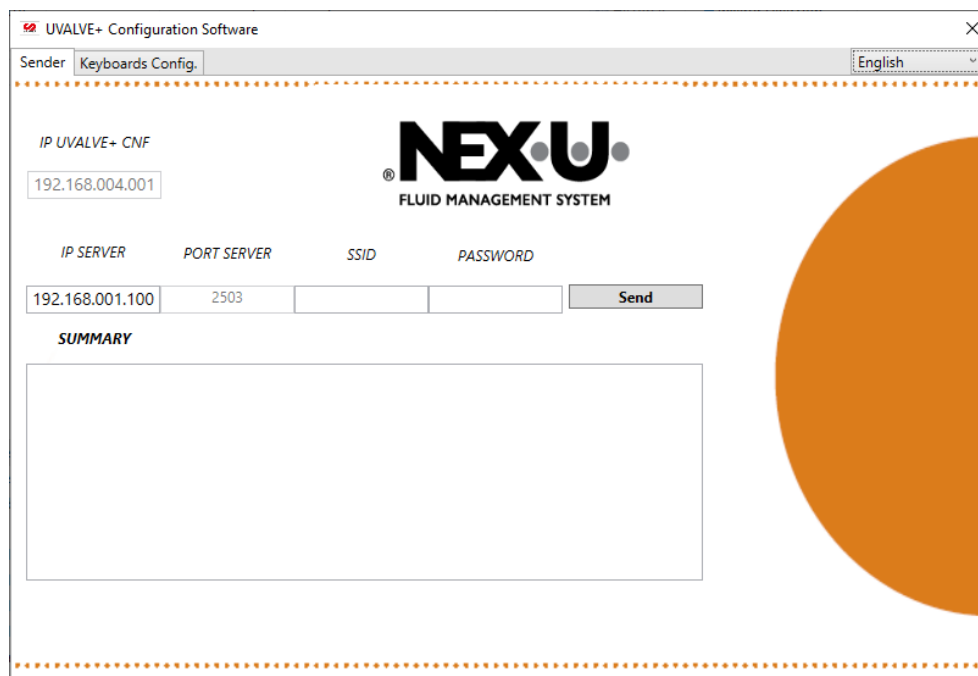 UVALVE+ Configuration Software
Sender
Keyboards Config.
English
IP UVALVE+ CNF
192.168.004.001
NEX·U·
®
FLUID MANAGEMENT SYSTEM
IP SERVER
PORT SERVER
SSID
PASSWORD
192.168.001.100
2503
Send
SUMMARY